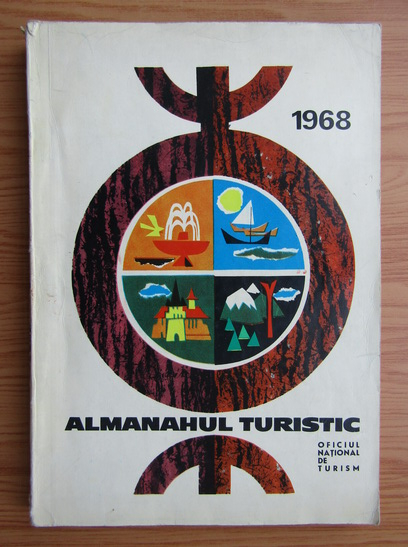 1968
ALMANAHUL TURISTIC
OFICIUL
NAȚIONAL
DE
TURISM